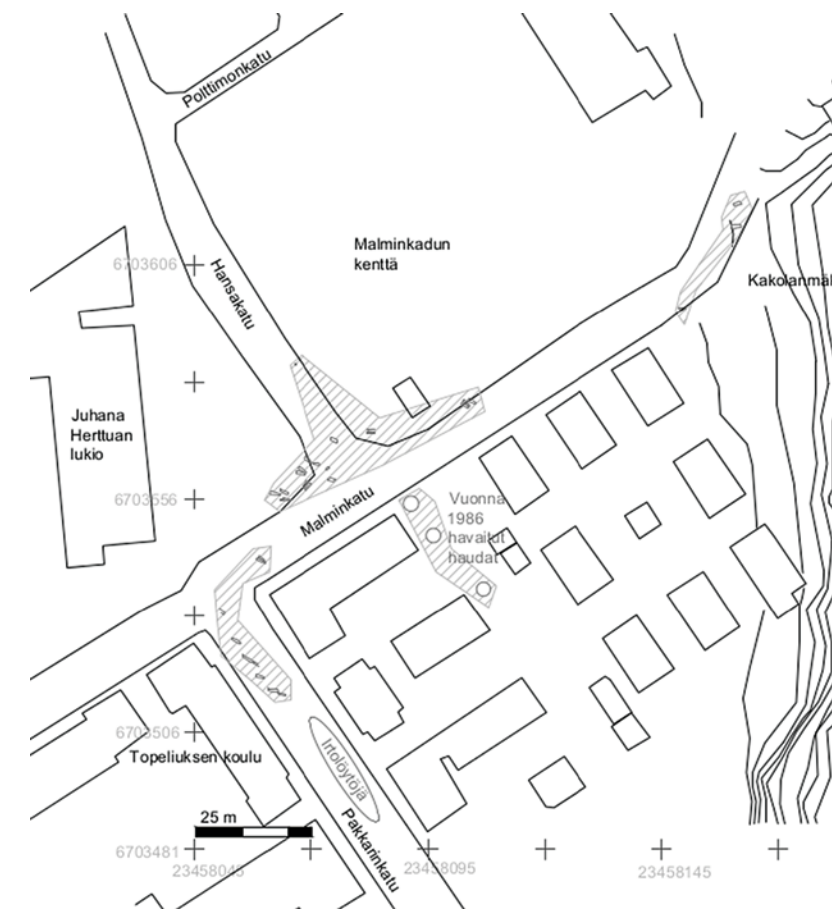 Polttimonkatu
Malminkadun
kenttä
6703606
Hansakatu
Juhana
Herttuan
lukio
6703556
Malminkatu
Vuonna
1986
havaitut
haudat
6703506
Topeliuksen koulu
Irtolöytöjä
25 m
Pakkarinkatu
6703481
23458045
23458095
23458145